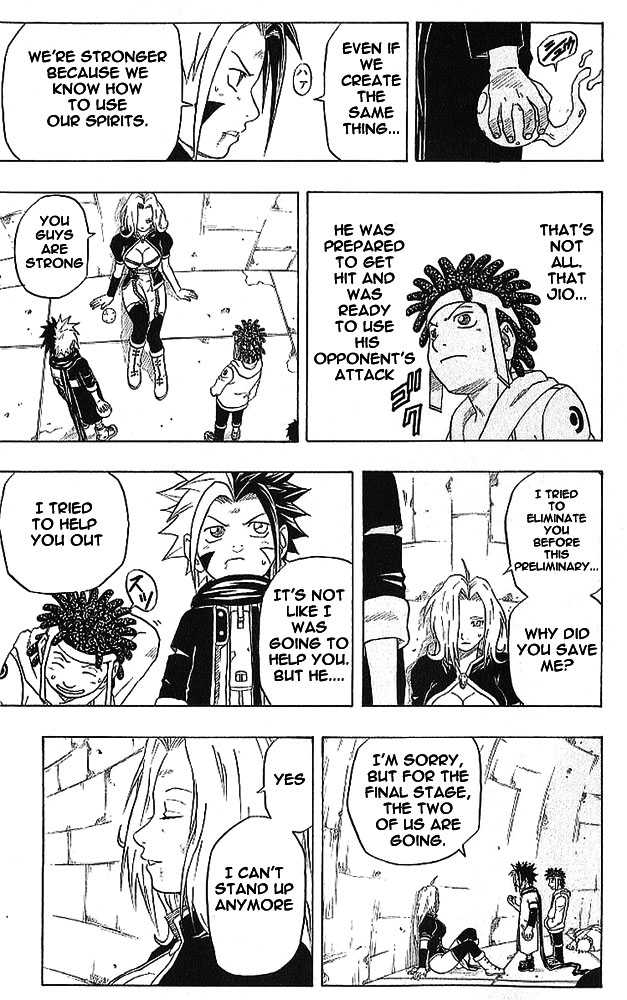 EVEN IF
WE
CREATE
THE
SAME
THING...
WE'RE STRONGER
BECAUSE WE
KNOW HOW
TO USE
OUR SPIRITS.
THAT'S
NOT
ALL.
THAT
JIO...
HE WAS
PREPARED
TO GET
HIT AND
WAS
READY
TO USE
HIS
OPPONENT'S
ATTACK
YOU
GUYS
ARE
STRONG
I TRIED
TO
ELIMINATE
YOU
BEFORE
THIS
PRELIMINARY...
WHY DID
YOU SAVE
ME?
IT'S NOT
LIKE I
WAS
GOING TO
HELP YOU.
BUT HE....
I TRIED
TO HELP
YOU OUT
I'M SORRY,
BUT FOR THE
FINAL STAGE,
THE TWO
OF US ARE
GOING.
YES
I CAN'T
STAND UP
ANYMORE